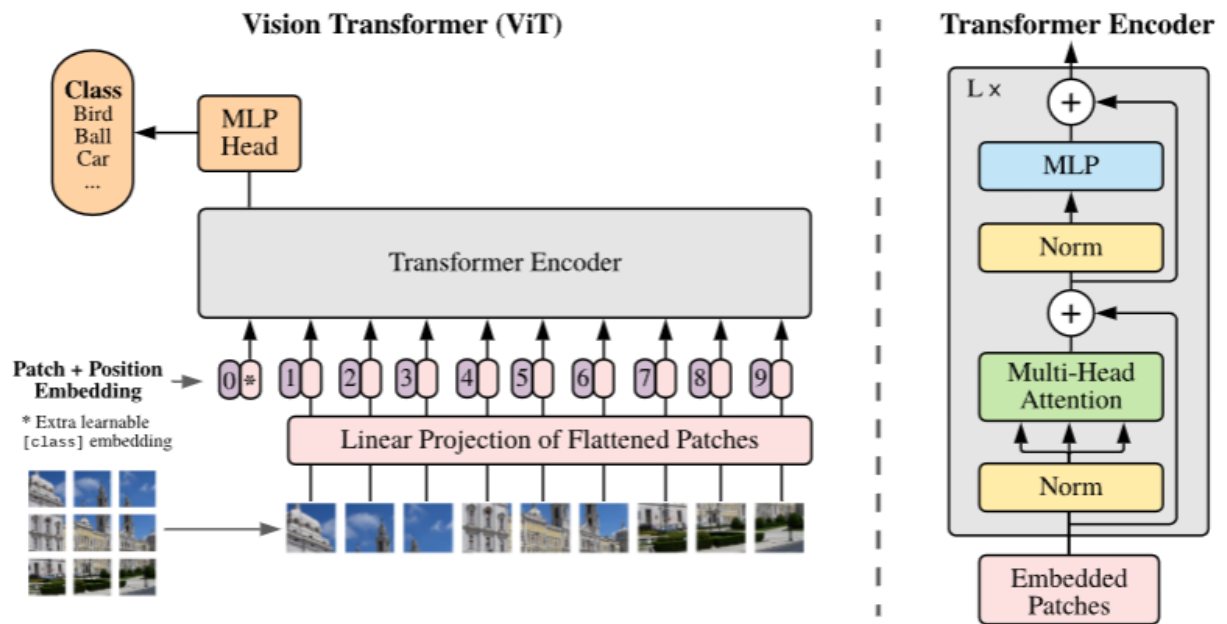 Vision Transformer (ViT)
Class
Bird
Ball
Car
...
MLP
Head
Transformer Encoder
Patch + Position
Embedding
0 * 1 2 3 4 5 6 7 8 9
* Extra learnable
[class] embedding
Linear Projection of Flattened Patches
Transformer Encoder
L ×
+
MLP
Norm
+
Multi-Head
Attention
Norm
Embedded
Patches